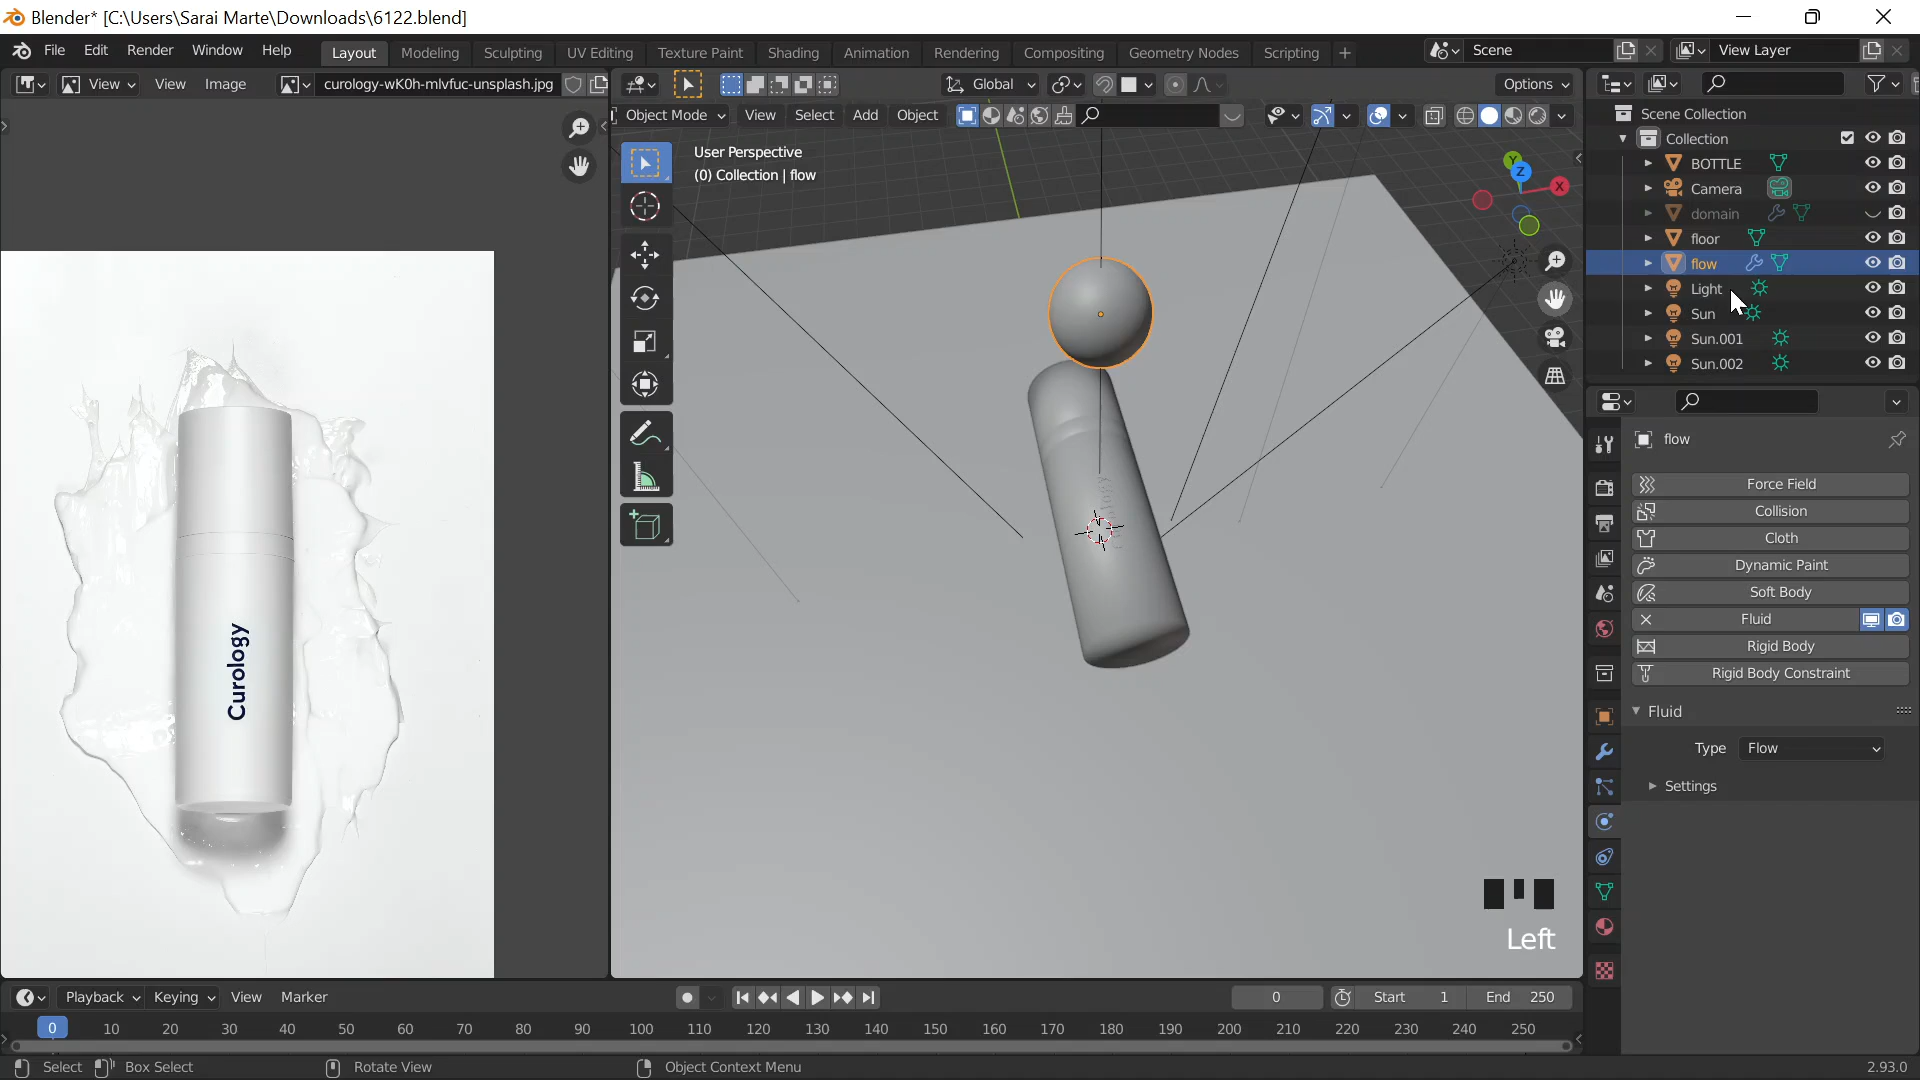 Blender* [C:\Users\Sarai Marte\Downloads\6122.blend]
File Edit Render Window Help Layout Modeling Sculpting UV Editing Texture Paint Shading Animation Rendering Compositing Geometry Nodes Scripting + Scene View Layer
View View Image curology-wK0h-mlvfuc-unsplash.jpg Global Options
Object Mode View Select Add Object
User Perspective
(0) Collection | flow
Y
Z
X
Curology
Left
Scene Collection
Collection
BOTTLE
Camera
domain
floor
flow
Light
Sun
Sun.001
Sun.002
flow
Force Field
Collision
Cloth
Dynamic Paint
Soft Body
Fluid
Rigid Body
Rigid Body Constraint
Fluid
Type Flow
Settings
Playback Keying View Marker 0 Start 1 End 250
0 10 20 30 40 50 60 70 80 90 100 110 120 130 140 150 160 170 180 190 200 210 220 230 240 250
Select Box Select Rotate View Object Context Menu 2.93.0